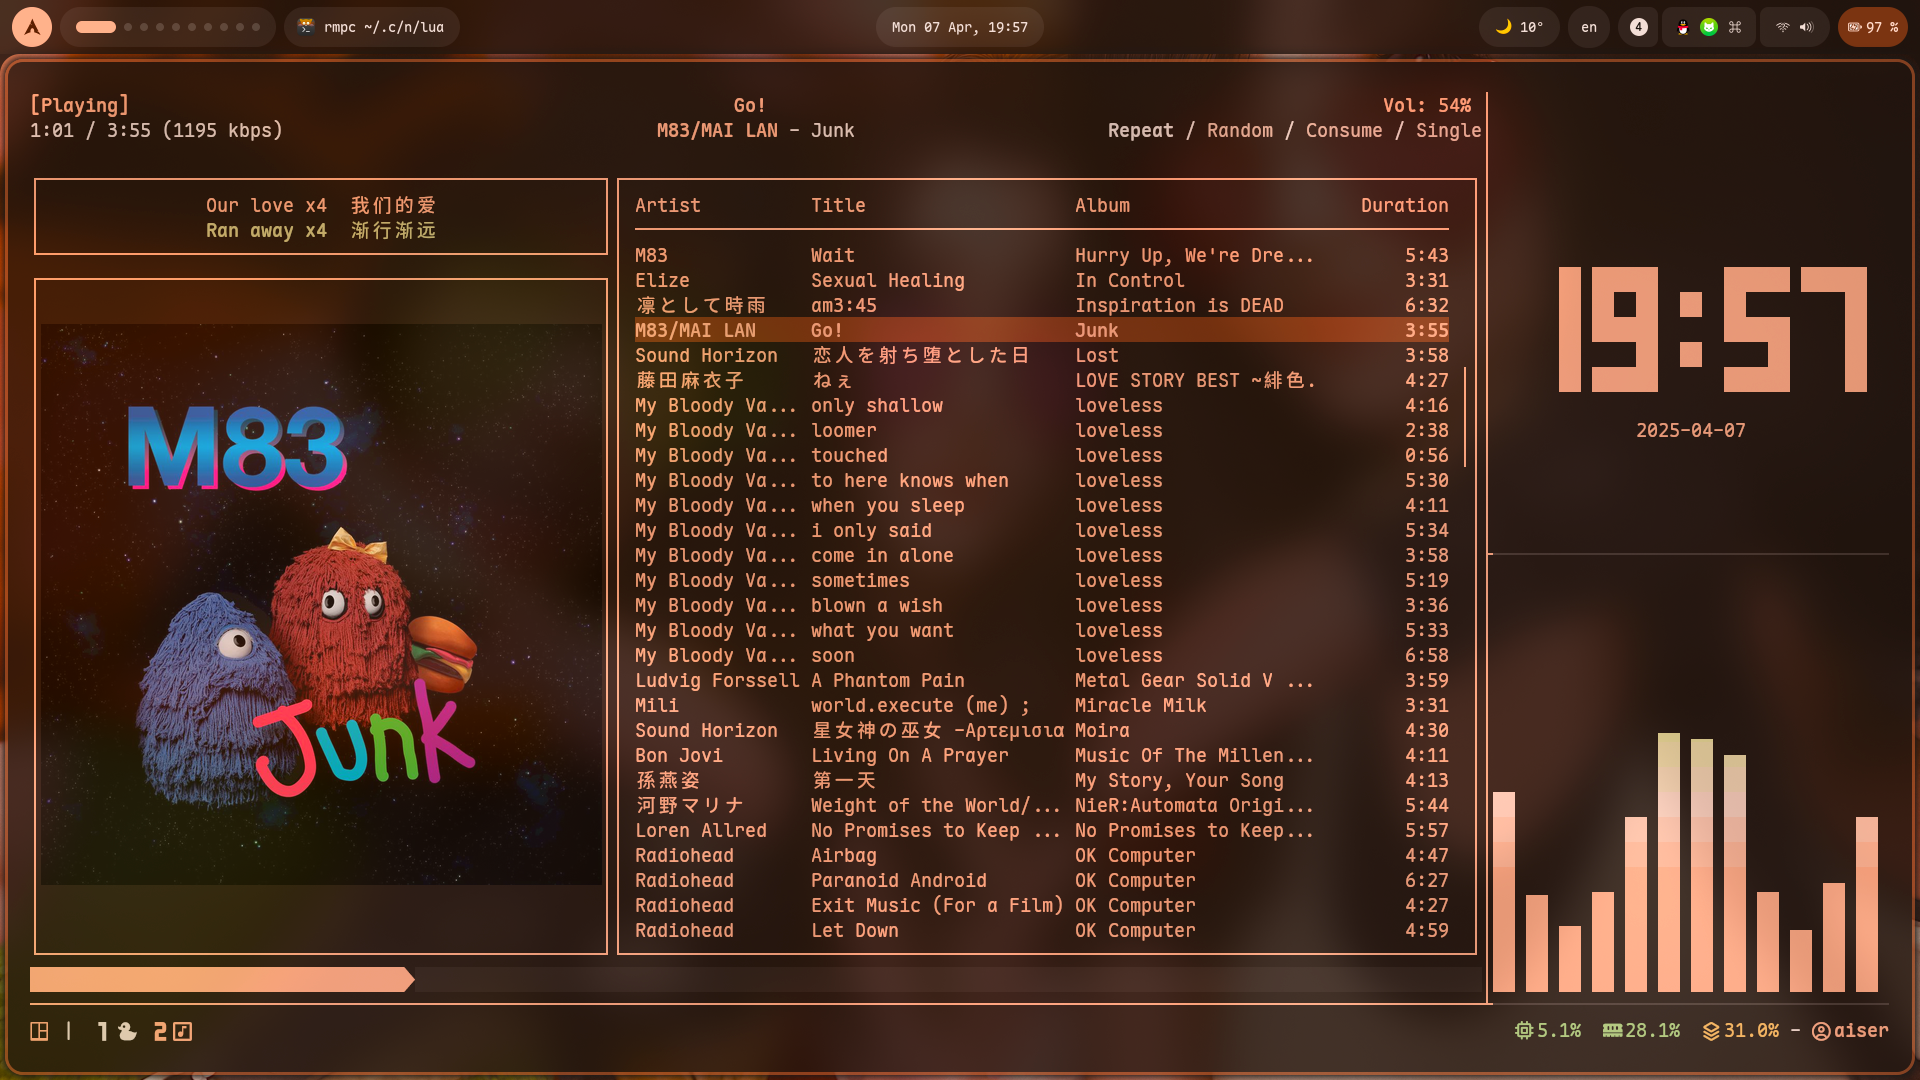 rmpc ~/.c/n/lua
Mon 07 Apr, 19:57
10°
en
4
97 %
[Playing]
1:01 / 3:55 (1195 kbps)
Go!
M83/MAI LAN - Junk
Vol: 54%
Repeat / Random / Consume / Single
Our love x4 我们的爱
Ran away x4 渐行渐远
M83
Junk
Artist Title Album Duration
M83 Wait Hurry Up, We're Dre... 5:43
Elize Sexual Healing In Control 3:31
凛として時雨 am3:45 Inspiration is DEAD 6:32
M83/MAI LAN Go! Junk 3:55
Sound Horizon 恋人を射ち堕とした日 Lost 3:58
藤田麻衣子 ねぇ LOVE STORY BEST ~緋色. 4:27
My Bloody Va... only shallow loveless 4:16
My Bloody Va... loomer loveless 2:38
My Bloody Va... touched loveless 0:56
My Bloody Va... to here knows when loveless 5:30
My Bloody Va... when you sleep loveless 4:11
My Bloody Va... i only said loveless 5:34
My Bloody Va... come in alone loveless 3:58
My Bloody Va... sometimes loveless 5:19
My Bloody Va... blown a wish loveless 3:36
My Bloody Va... what you want loveless 5:33
My Bloody Va... soon loveless 6:58
Ludvig Forssell A Phantom Pain Metal Gear Solid V ... 3:59
Mili world.execute (me) ; Miracle Milk 3:31
Sound Horizon 星女神の巫女 -Αρτεμισια Moira 4:30
Bon Jovi Living On A Prayer Music Of The Millen... 4:11
孫燕姿 第一天 My Story, Your Song 4:13
河野マリナ Weight of the World/... NieR:Automata Origi... 5:44
Loren Allred No Promises to Keep ... No Promises to Keep... 5:57
Radiohead Airbag OK Computer 4:47
Radiohead Paranoid Android OK Computer 6:27
Radiohead Exit Music (For a Film) OK Computer 4:27
Radiohead Let Down OK Computer 4:59
19:57
2025-04-07
| 1 2
5.1% 28.1% 31.0% - aiser